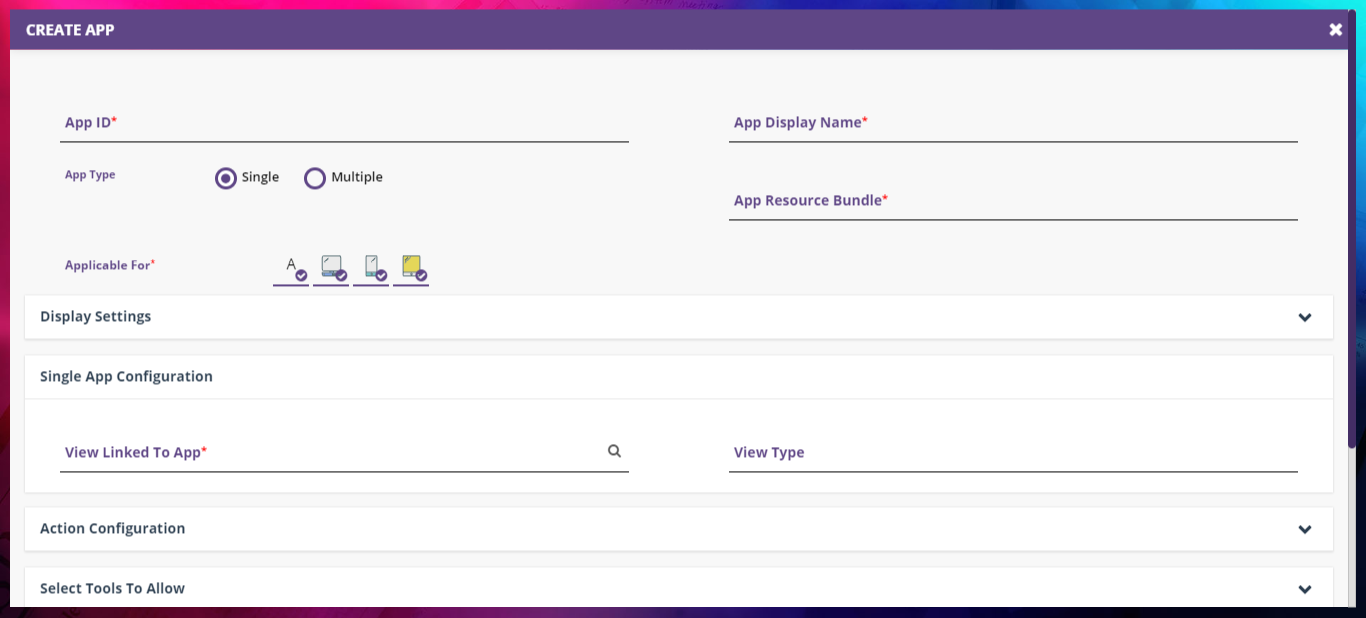 CREATE APP
App ID*
App Display Name*
App Type
Single
Multiple
App Resource Bundle*
Applicable For*
A
Display Settings
Single App Configuration
View Linked To App*
View Type
Action Configuration
Select Tools To Allow